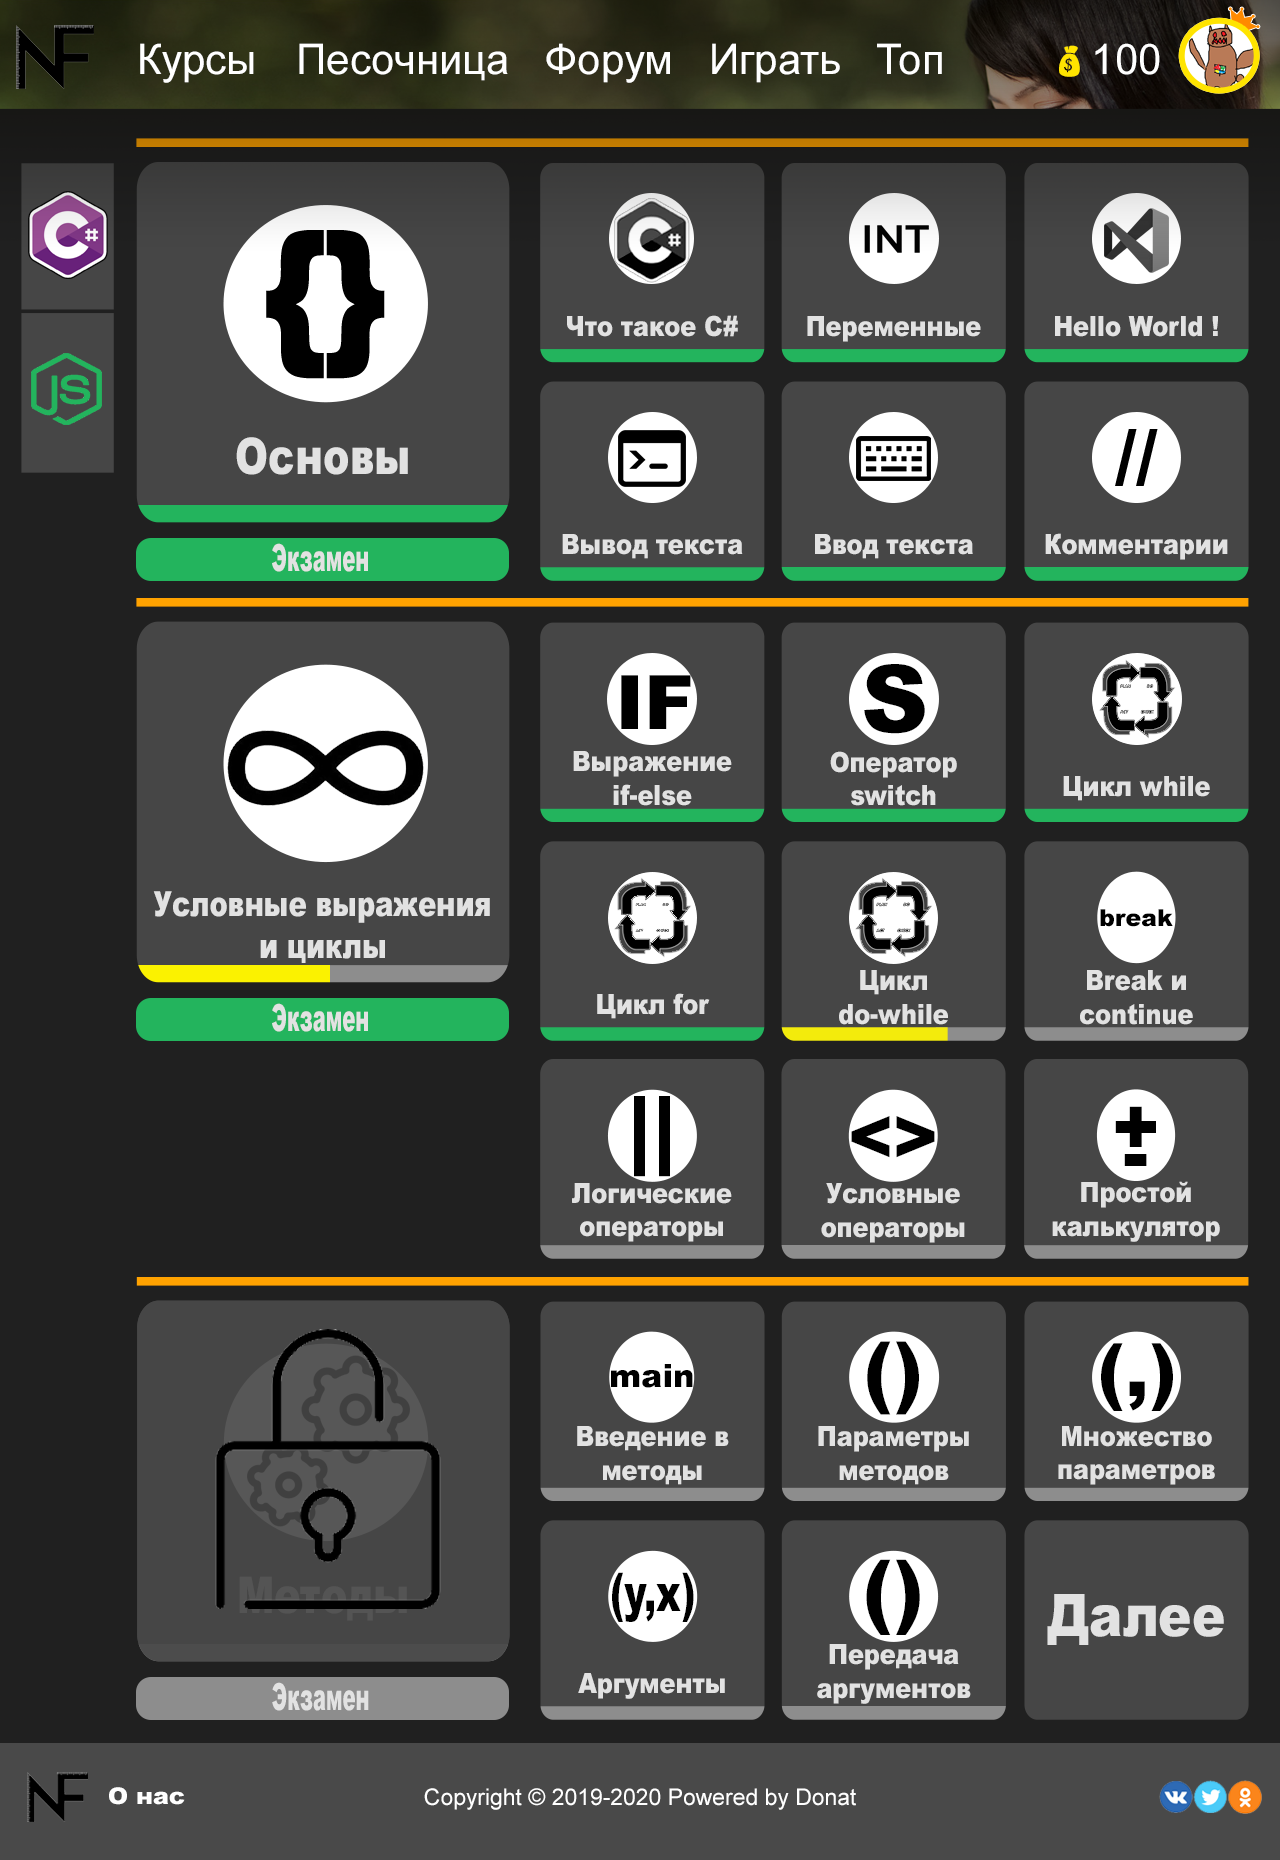 NF
Курсы Песочница Форум Играть Топ
$ 100
C#
JS
{}
Основы
Экзамен
C#
Что такое C#
INT
Переменные
Hello World !
>_
Вывод текста
Ввод текста
//
Комментарии
Условные выражения
и циклы
Экзамен
IF
Выражение
if-else
S
Оператор
switch
Цикл while
Цикл for
Цикл
do-while
break
Break и
continue
||
Логические
операторы
<>
Условные
операторы
±
Простой
калькулятор
Методы
Экзамен
main
Введение в
методы
()
Параметры
методов
(,)
Множество
параметров
(y,x)
Аргументы
()
Передача
аргументов
Далее
NF
О нас
Copyright © 2019-2020 Powered by Donat